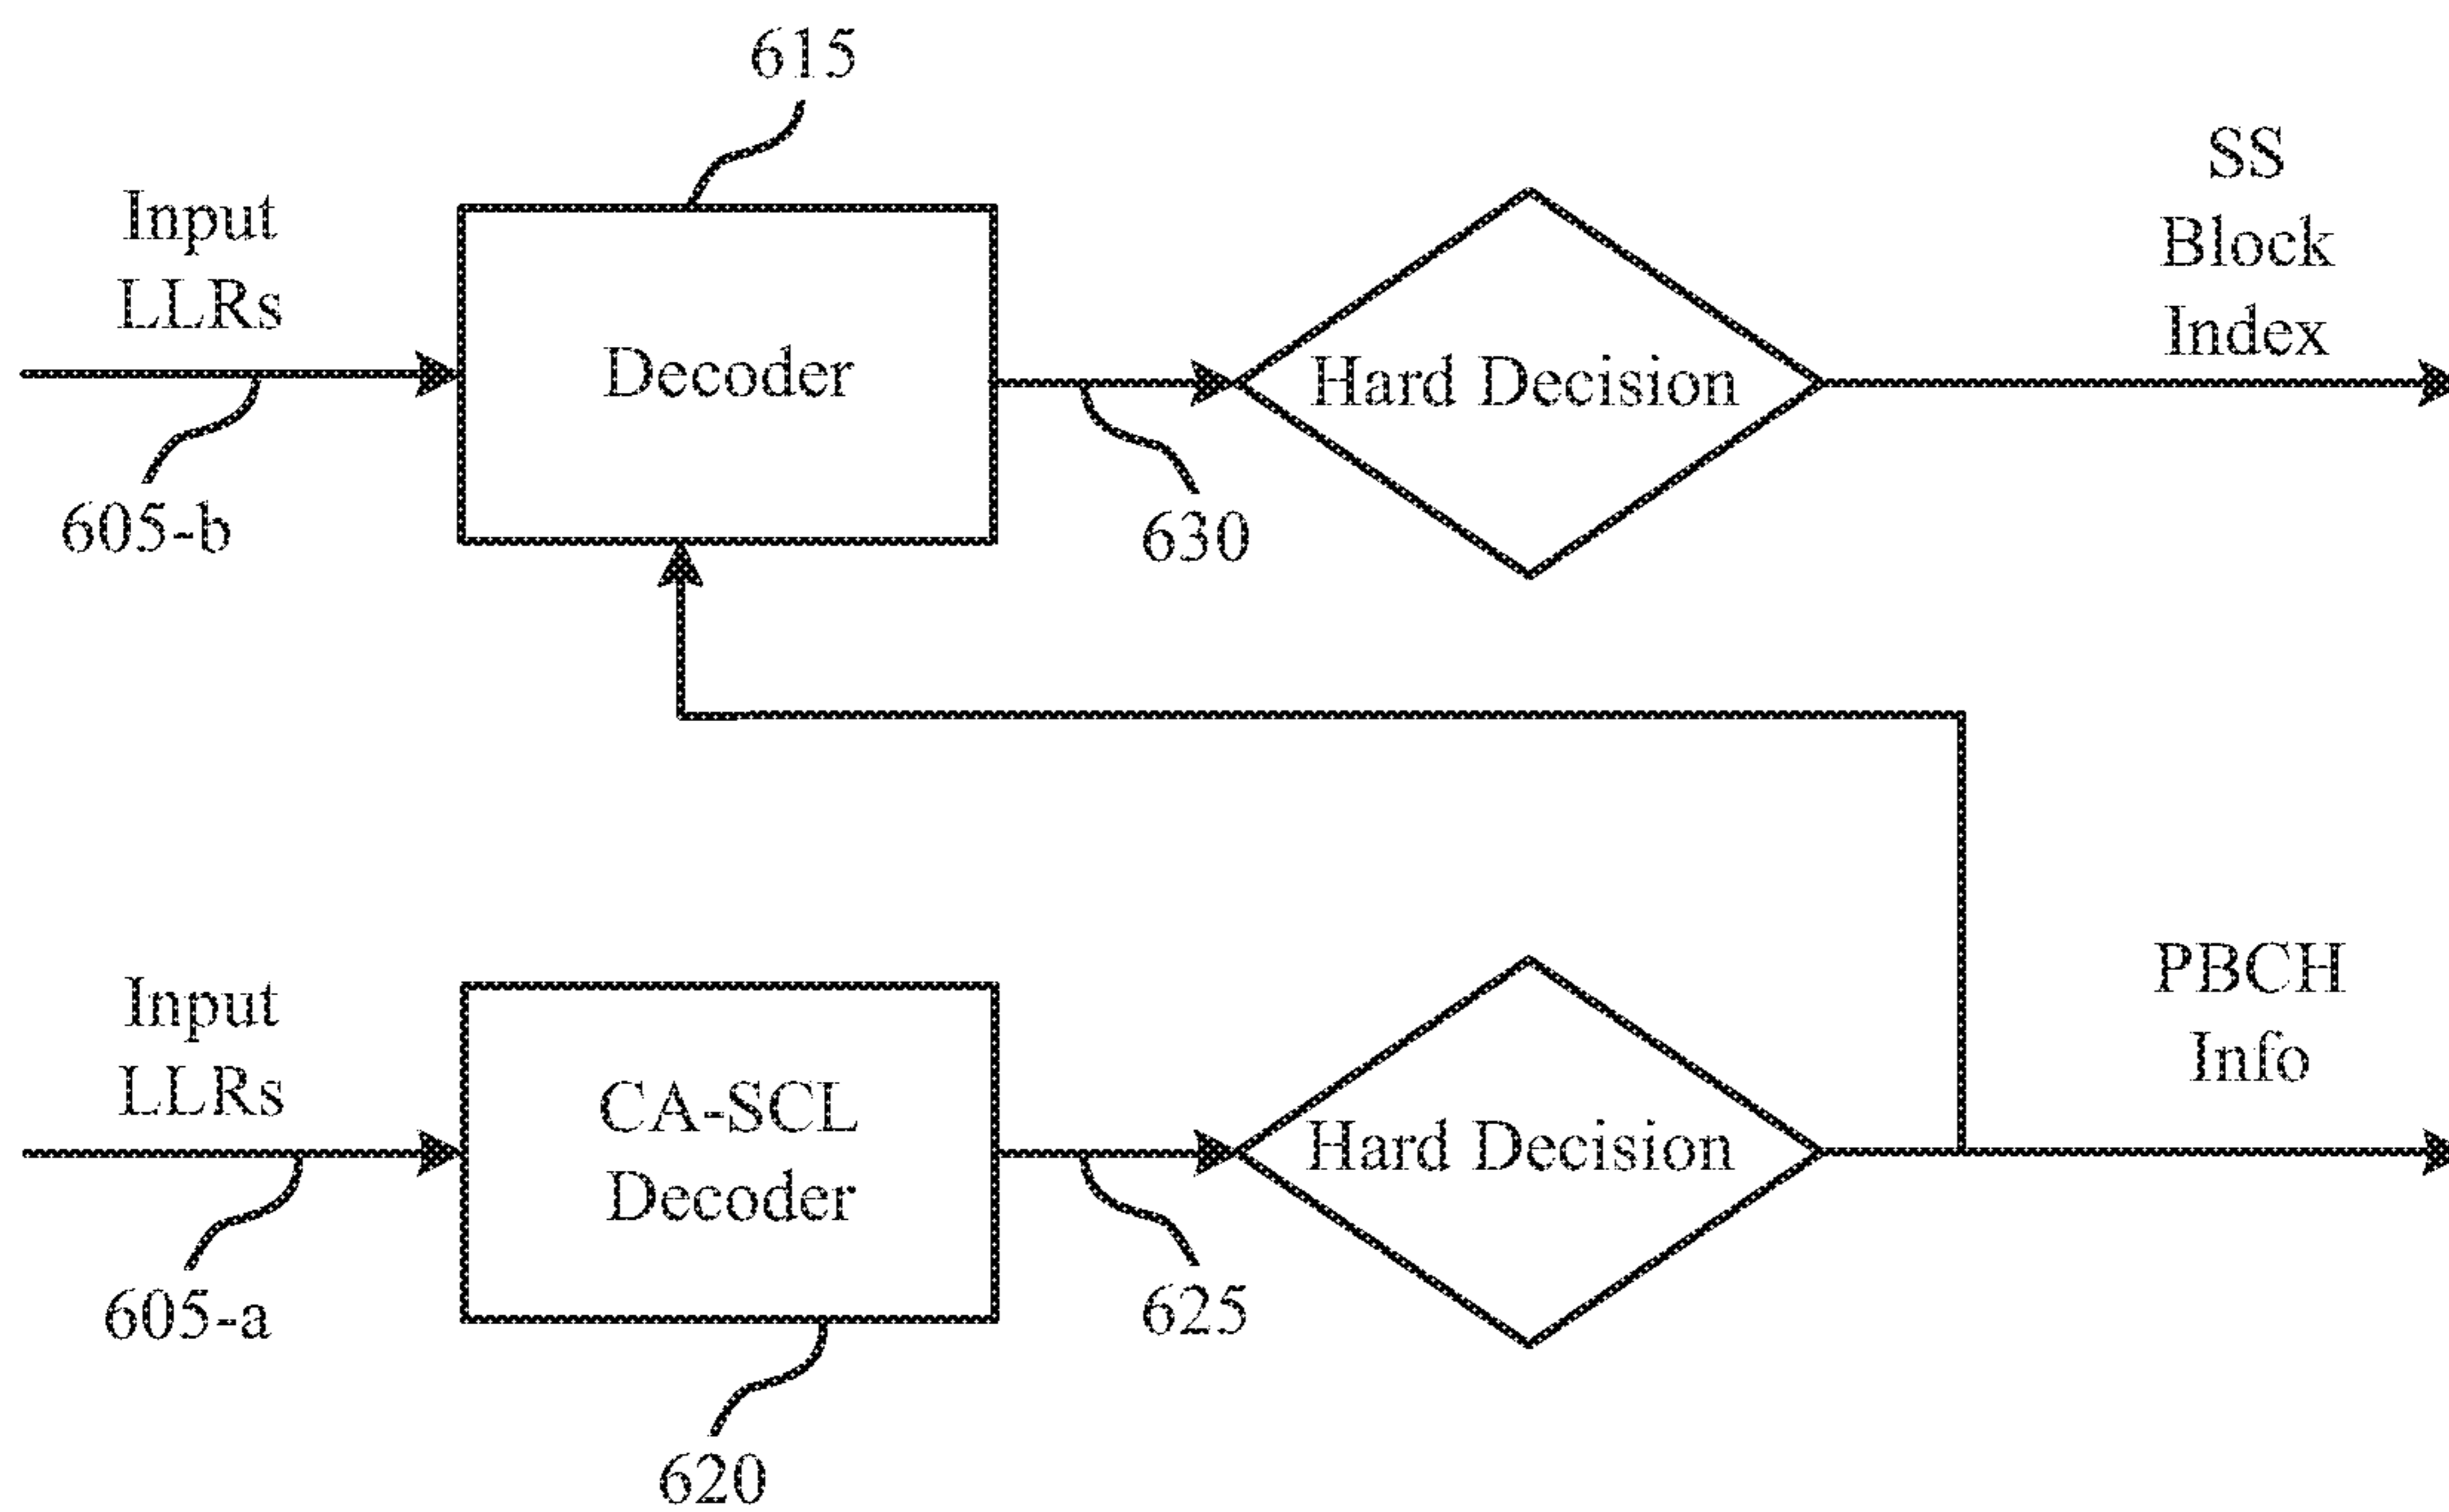 615
Input
LLRs
Decoder
Hard Decision
SS
Block
Index
605-b
630
Input
LLRs
CA-SCL
Decoder
Hard Decision
PBCH
Info
605-a
625
620